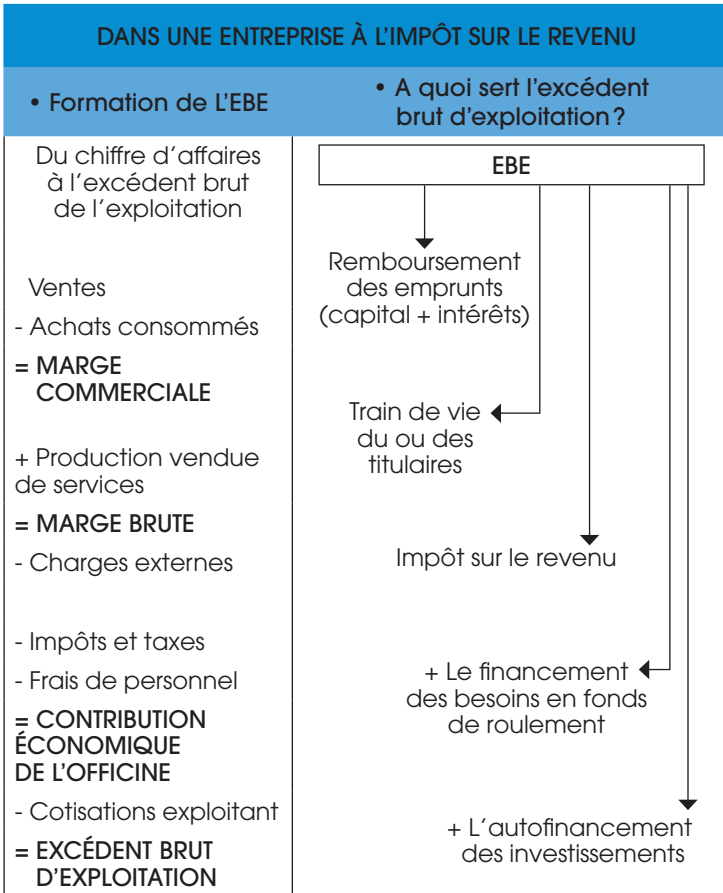 DANS UNE ENTREPRISE À L'IMPÔT SUR LE REVENU
• Formation de L'EBE
• A quoi sert l'excédent
brut d'exploitation ?
Du chiffre d'affaires
à l'excédent brut
de l'exploitation
Ventes
- Achats consommés
= MARGE
COMMERCIALE
+ Production vendue
de services
= MARGE BRUTE
- Charges externes
- Impôts et taxes
- Frais de personnel
= CONTRIBUTION
ÉCONOMIQUE
DE L'OFFICINE
- Cotisations exploitant
= EXCÉDENT BRUT
D'EXPLOITATION
EBE
Remboursement
des emprunts
(capital + intérêts)
Train de vie
du ou des
titulaires
Impôt sur le revenu
+ Le financement
des besoins en fonds
de roulement
+ L'autofinancement
des investissements